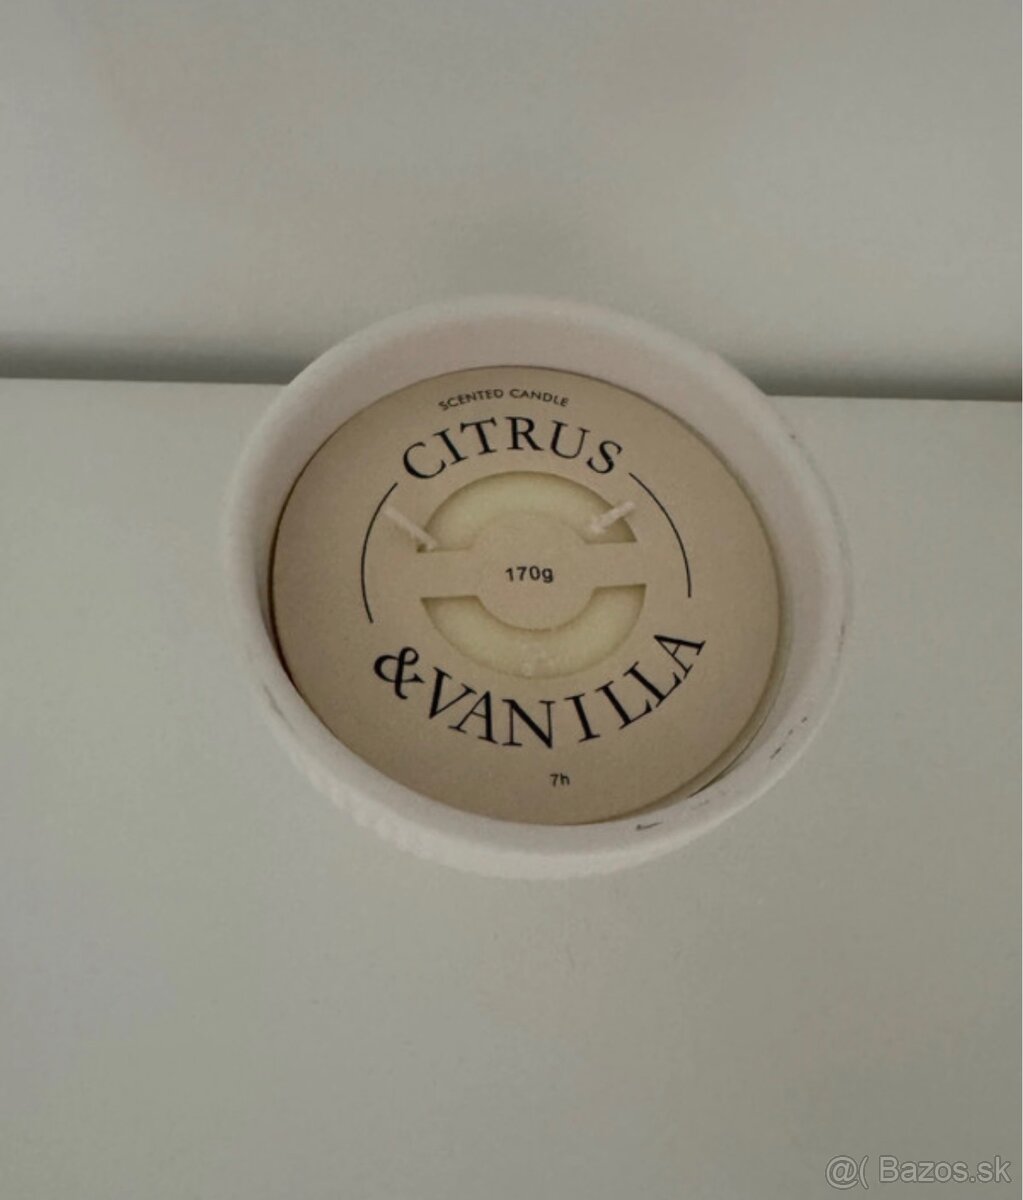 SCENTED CANDLE
CITRUS
170g
& VANILLA
7h
@( Bazos.sk